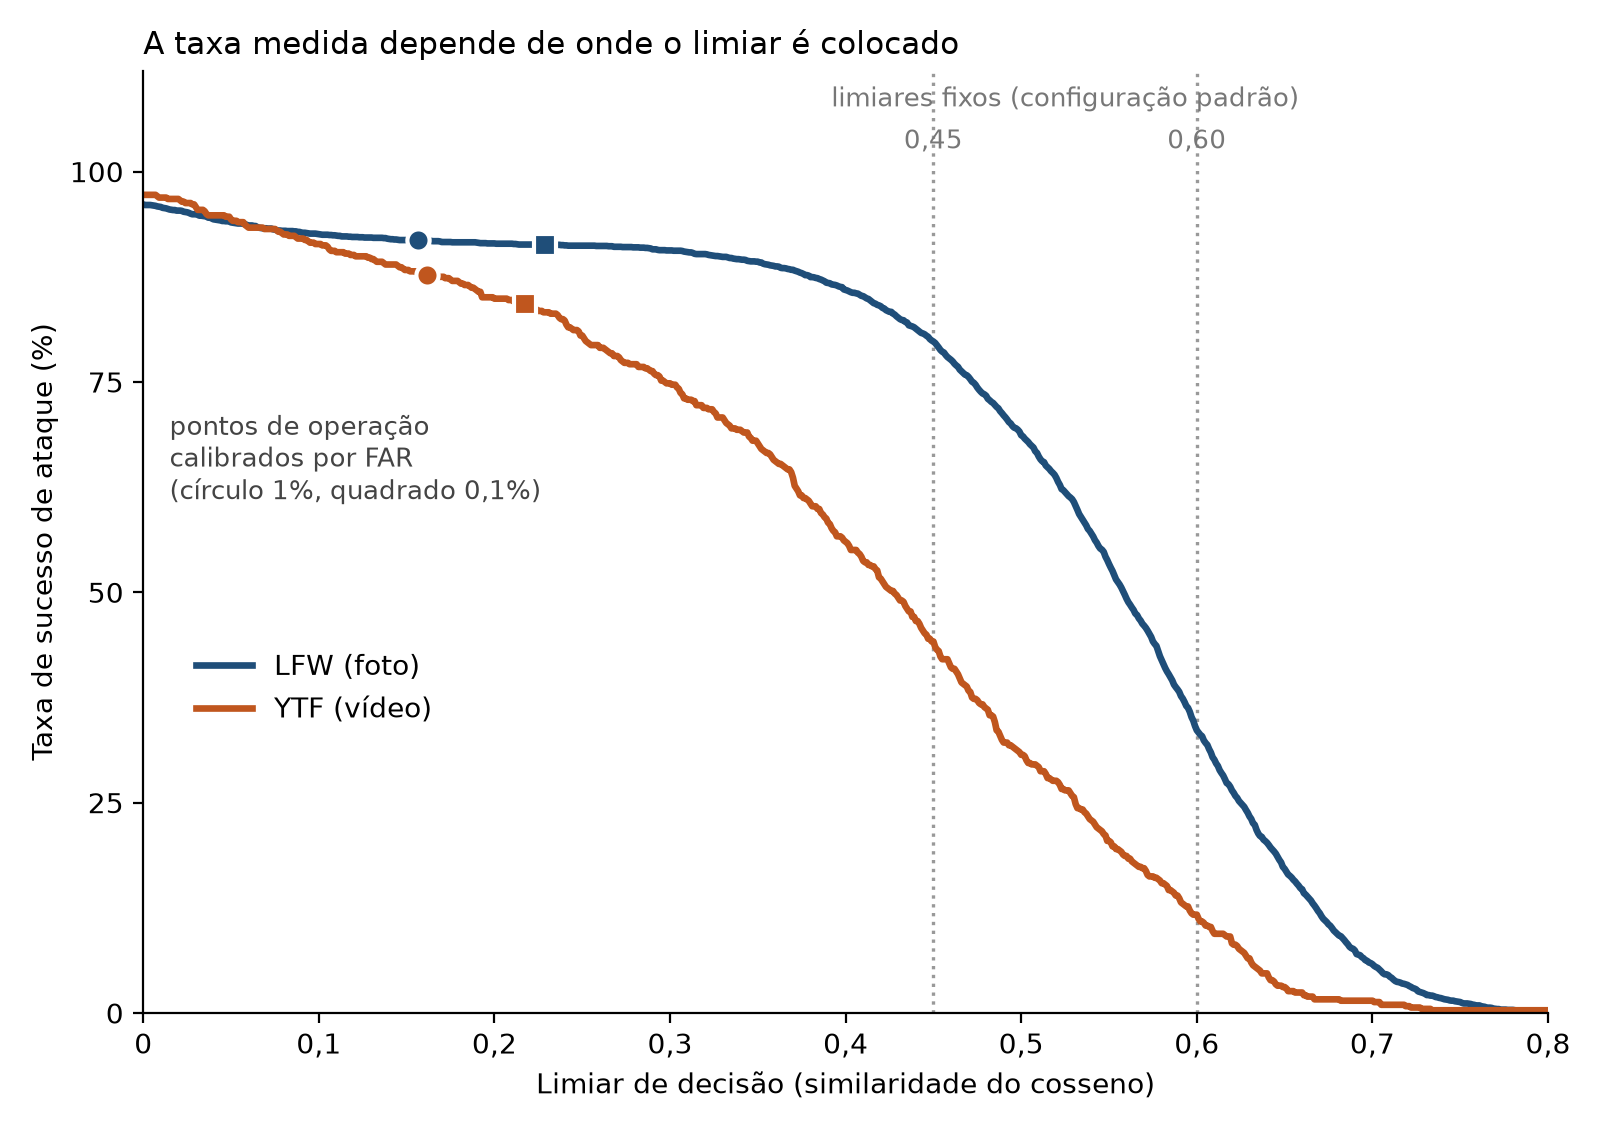 A taxa medida depende de onde o limiar é colocado
limiares fixos (configuração padrão)
0,45
0,60
100
75
50
25
0
Taxa de sucesso de ataque (%)
pontos de operação
calibrados por FAR
(círculo 1%, quadrado 0,1%)
LFW (foto)
YTF (vídeo)
0
0,1
0,2
0,3
0,4
0,5
0,6
0,7
0,8
Limiar de decisão (similaridade do cosseno)